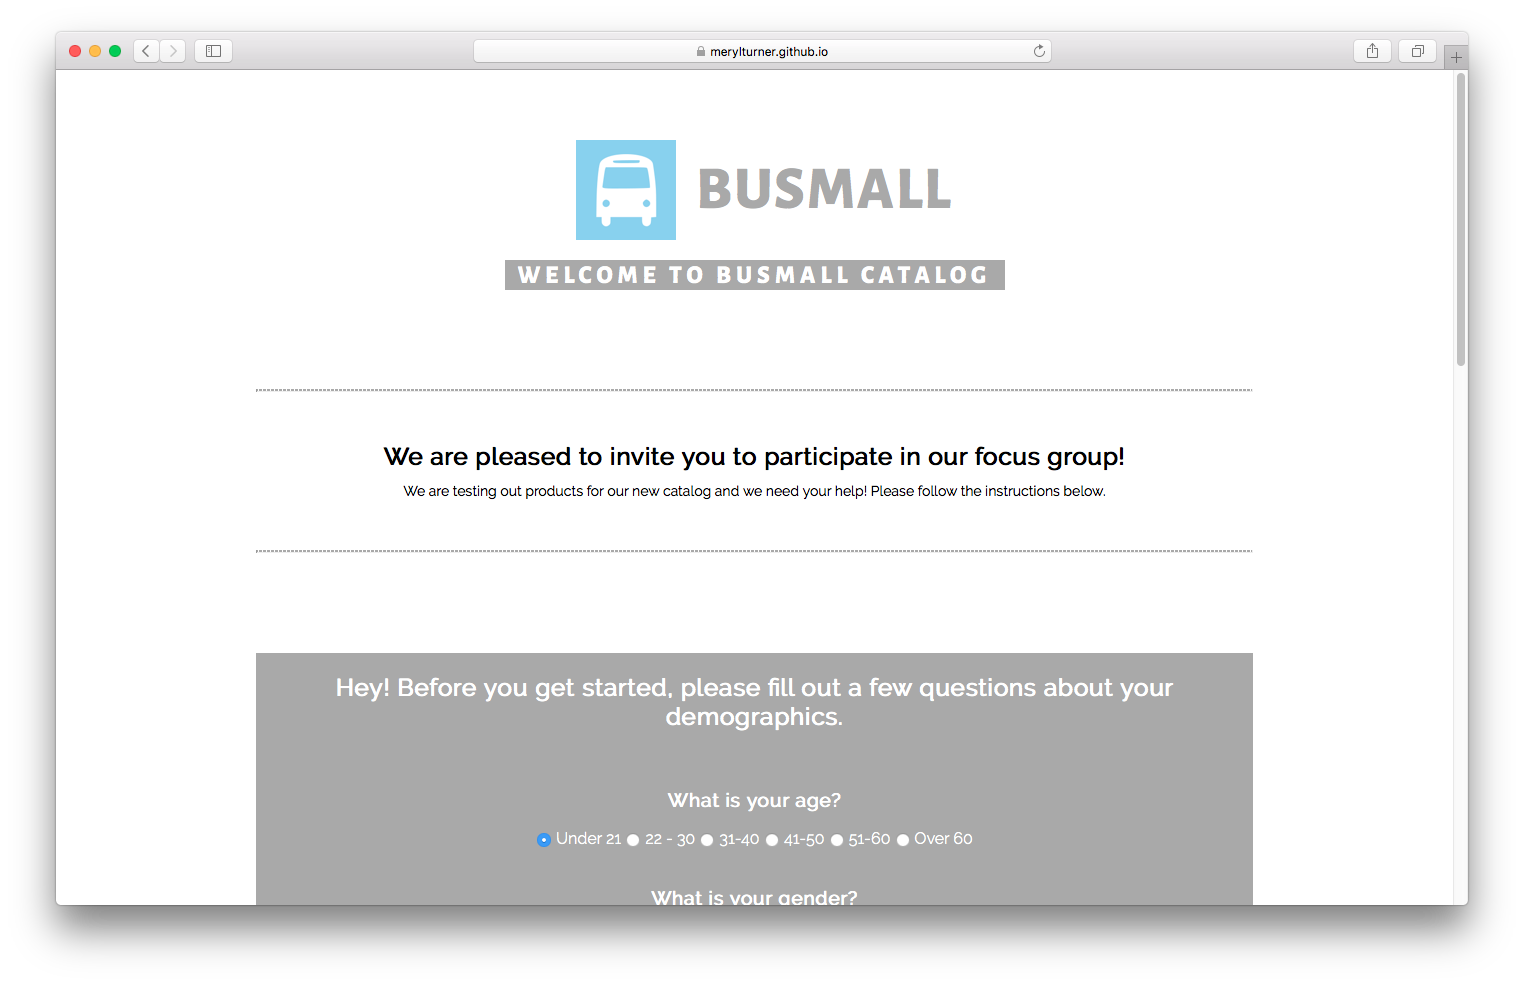 merylturner.github.io
BUSMALL
WELCOME TO BUSMALL CATALOG
We are pleased to invite you to participate in our focus group!
We are testing out products for our new catalog and we need your help! Please follow the instructions below.
Hey! Before you get started, please fill out a few questions about your
demographics.
What is your age?
Under 21 22 - 30 31-40 41-50 51-60 Over 60
What is your gender?